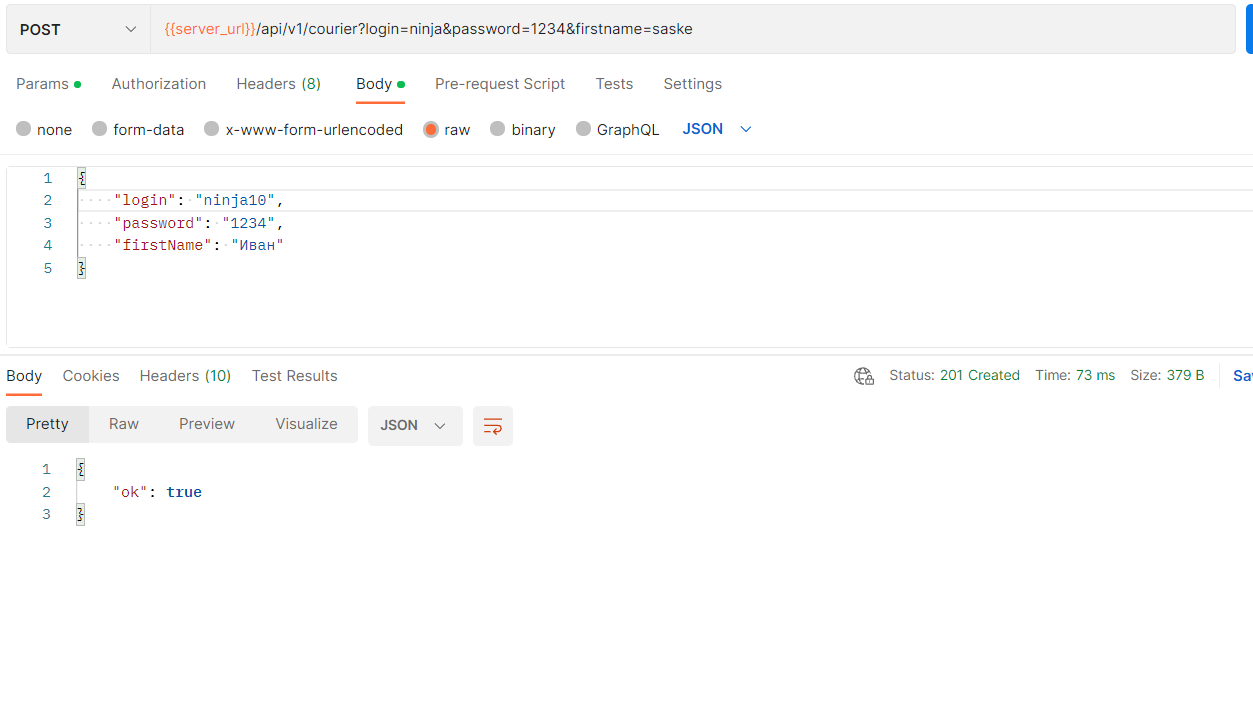 POST {{server_url}}/api/v1/courier?login=ninja&password=1234&firstname=saske
Params Authorization Headers (8) Body Pre-request Script Tests Settings
none form-data x-www-form-urlencoded raw binary GraphQL JSON
1 {
2 "login": "ninja10",
3 "password": "1234",
4 "firstName": "Иван"
5 }
Body Cookies Headers (10) Test Results Status: 201 Created Time: 73 ms Size: 379 B
Pretty Raw Preview Visualize JSON
1 {
2 "ok": true
3 }